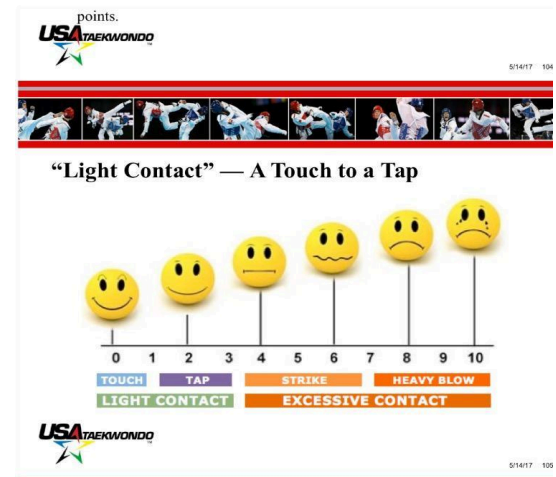 points.
USA TAEKWONDO
5/14/17 104
“Light Contact” — A Touch to a Tap
0 1 2 3 4 5 6 7 8 9 10
TOUCH TAP STRIKE HEAVY BLOW
LIGHT CONTACT EXCESSIVE CONTACT
USA TAEKWONDO
5/14/17 105